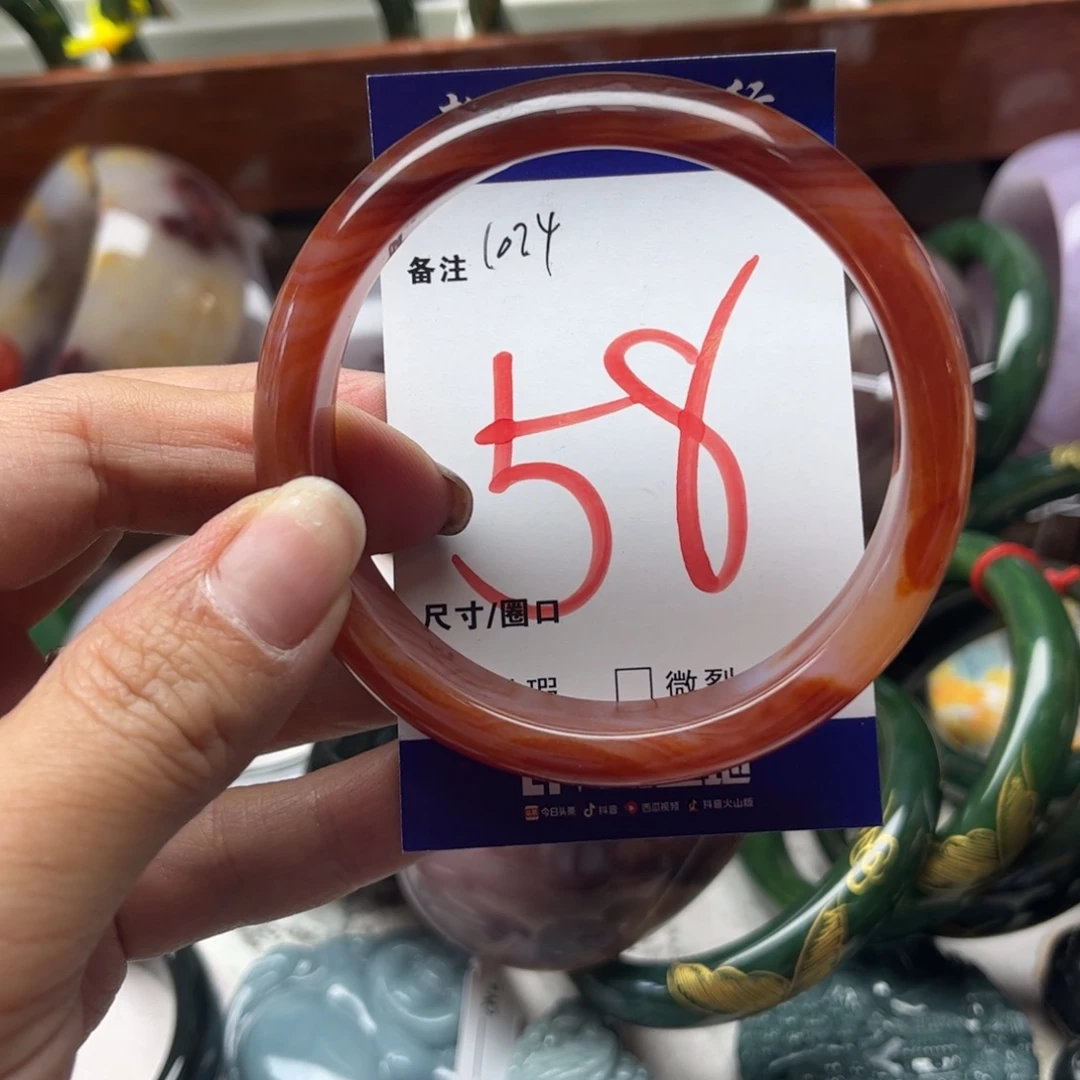 备注 1024
58
尺寸/圈口
瑕 微裂
今日头条 抖音 西瓜视频 抖音火山版